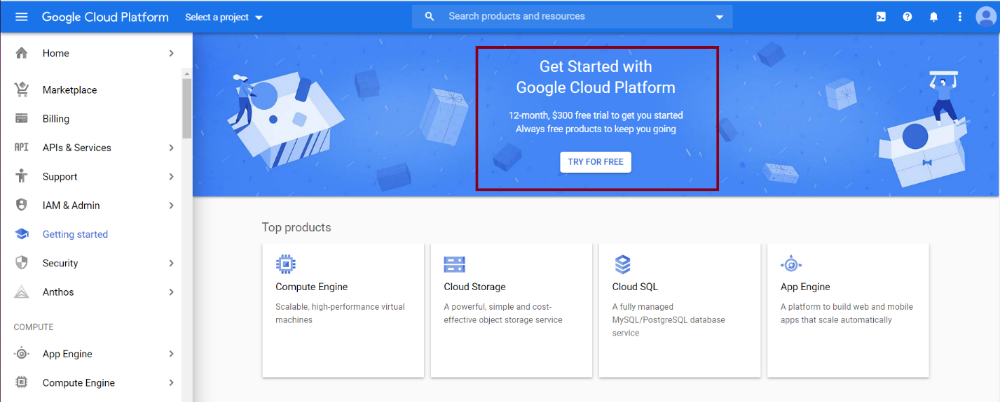 Google Cloud Platform
Select a project
Search products and resources
Home
Marketplace
Billing
API
APIs & Services
Support
IAM & Admin
Getting started
Security
Anthos
COMPUTE
App Engine
Compute Engine
Get Started with
Google Cloud Platform
12-month, $300 free trial to get you started
Always free products to keep you going
TRY FOR FREE
Top products
Compute Engine
Scalable, high-performance virtual
machines
Cloud Storage
A powerful, simple and cost-
effective object storage service
Cloud SQL
A fully managed
MySQL/PostgreSQL database
service
App Engine
A platform to build web and mobile
apps that scale automatically